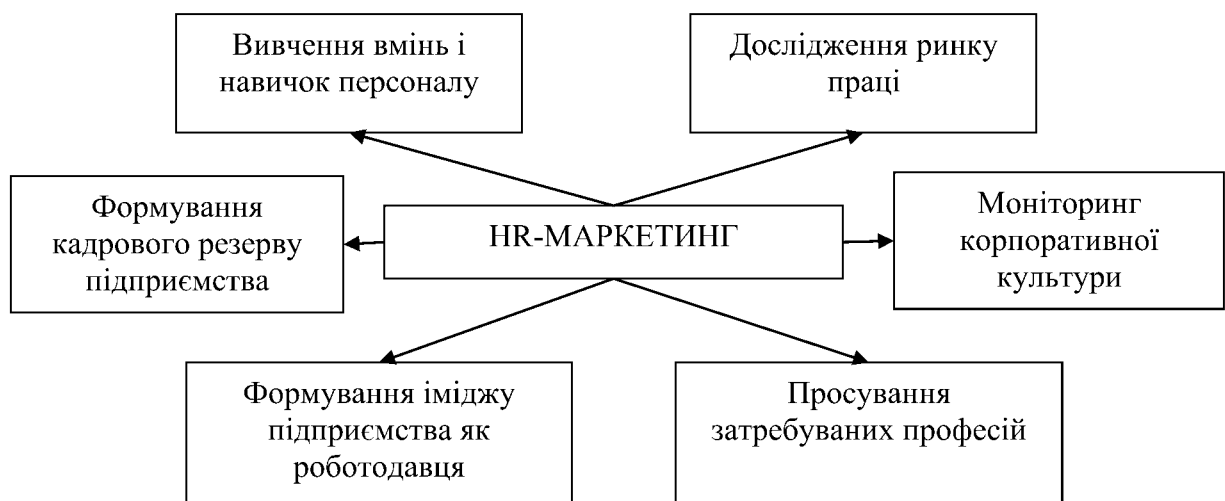 Вивчення вмінь і
навичок персоналу
Дослідження ринку
праці
Формування
кадрового резерву
підприємства
HR-МАРКЕТИНГ
Моніторинг
корпоративної
культури
Формування іміджу
підприємства як
роботодавця
Просування
затребуваних професій